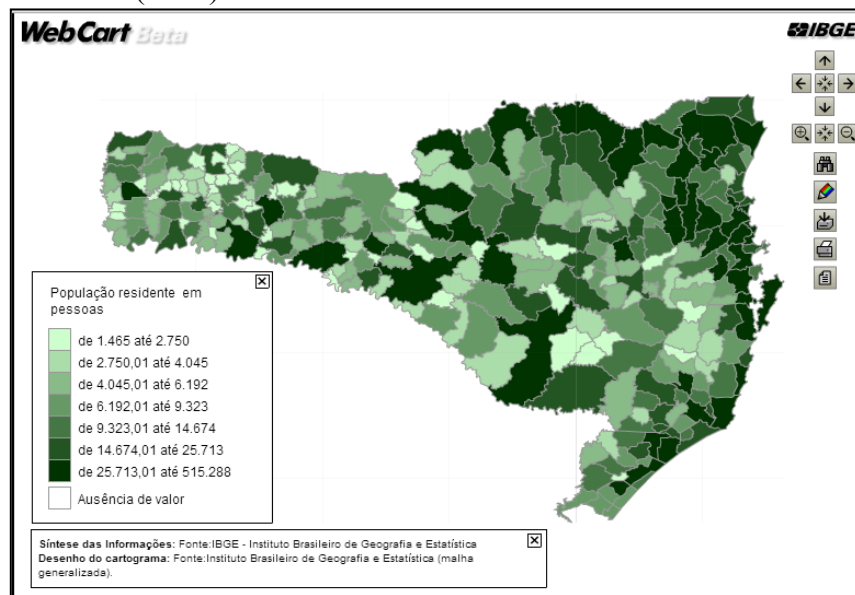 WebCart Beta
IBGE
População residente em
pessoas
de 1.465 até 2.750
de 2.750,01 até 4.045
de 4.045,01 até 6.192
de 6.192,01 até 9.323
de 9.323,01 até 14.674
de 14.674,01 até 25.713
de 25.713,01 até 515.288
Ausência de valor
Síntese das Informações: Fonte:IBGE - Instituto Brasileiro de Geografia e Estatística
Desenho do cartograma: Fonte:Instituto Brasileiro de Geografia e Estatística (malha
generalizada).